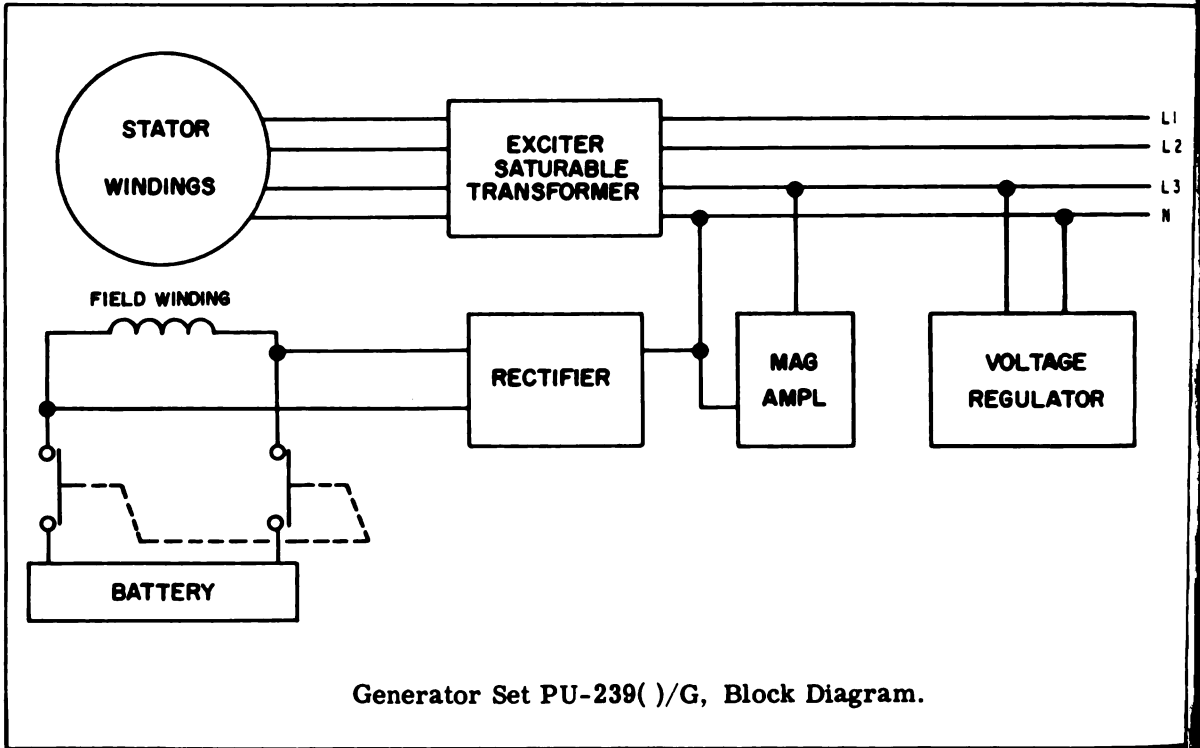 STATOR
WINDINGS
EXCITER
SATURABLE
TRANSFORMER
L1
L2
L3
N
FIELD WINDING
RECTIFIER
MAG
AMPL
VOLTAGE
REGULATOR
BATTERY
Generator Set PU-239( )/G, Block Diagram.